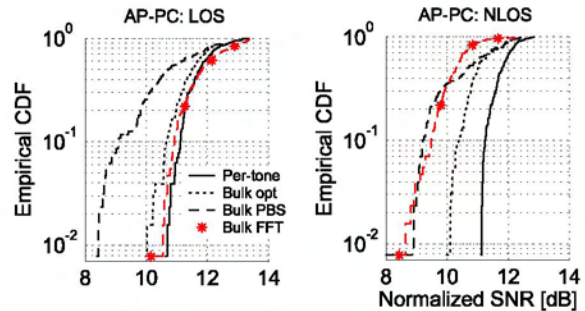 AP-PC: LOS
Empirical CDF
10^0
10^-1
10^-2
8 10 12 14
Per-tone
Bulk opt
Bulk PBS
Bulk FFT
AP-PC: NLOS
Empirical CDF
10^0
10^-1
10^-2
8 10 12 14
Normalized SNR [dB]